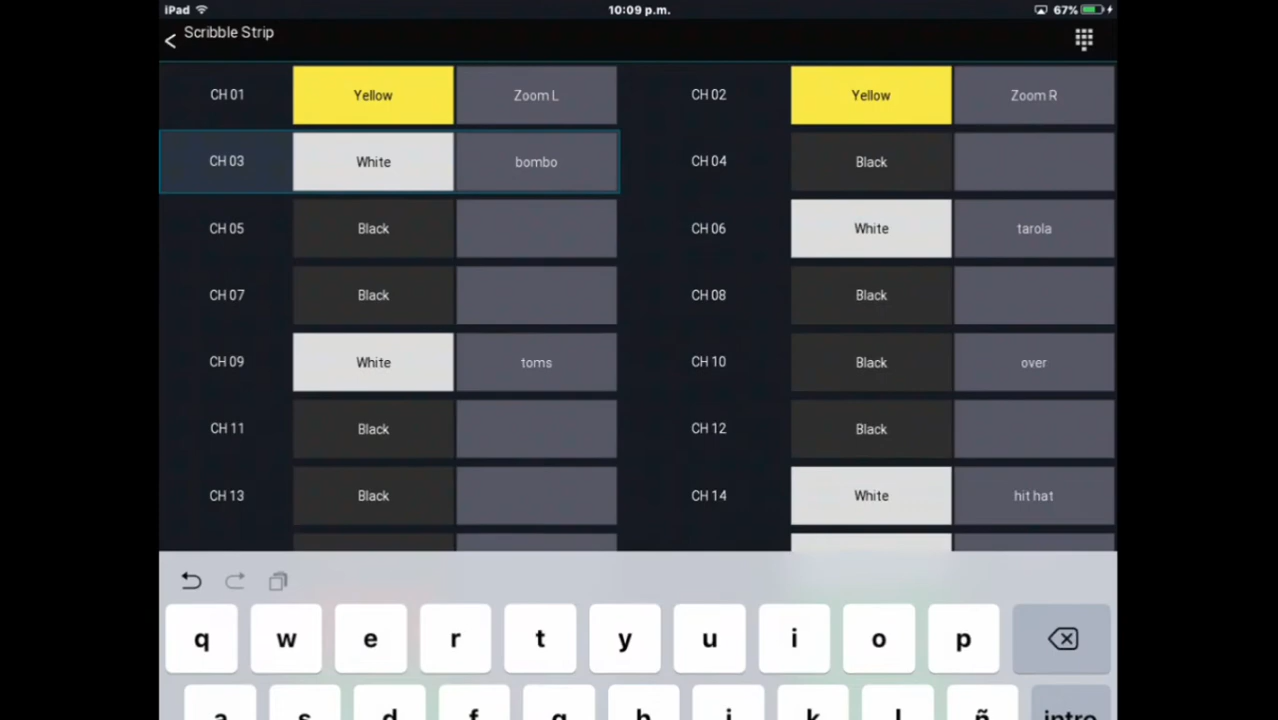 iPad 10:09 p.m. 67%
Scribble Strip
CH 01 Yellow Zoom L CH 02 Yellow Zoom R
CH 03 White bombo CH 04 Black
CH 05 Black CH 06 White tarola
CH 07 Black CH 08 Black
CH 09 White toms CH 10 Black over
CH 11 Black CH 12 Black
CH 13 Black CH 14 White hit hat
q w e r t y u i o p
a s d f g h j k l ñ intro